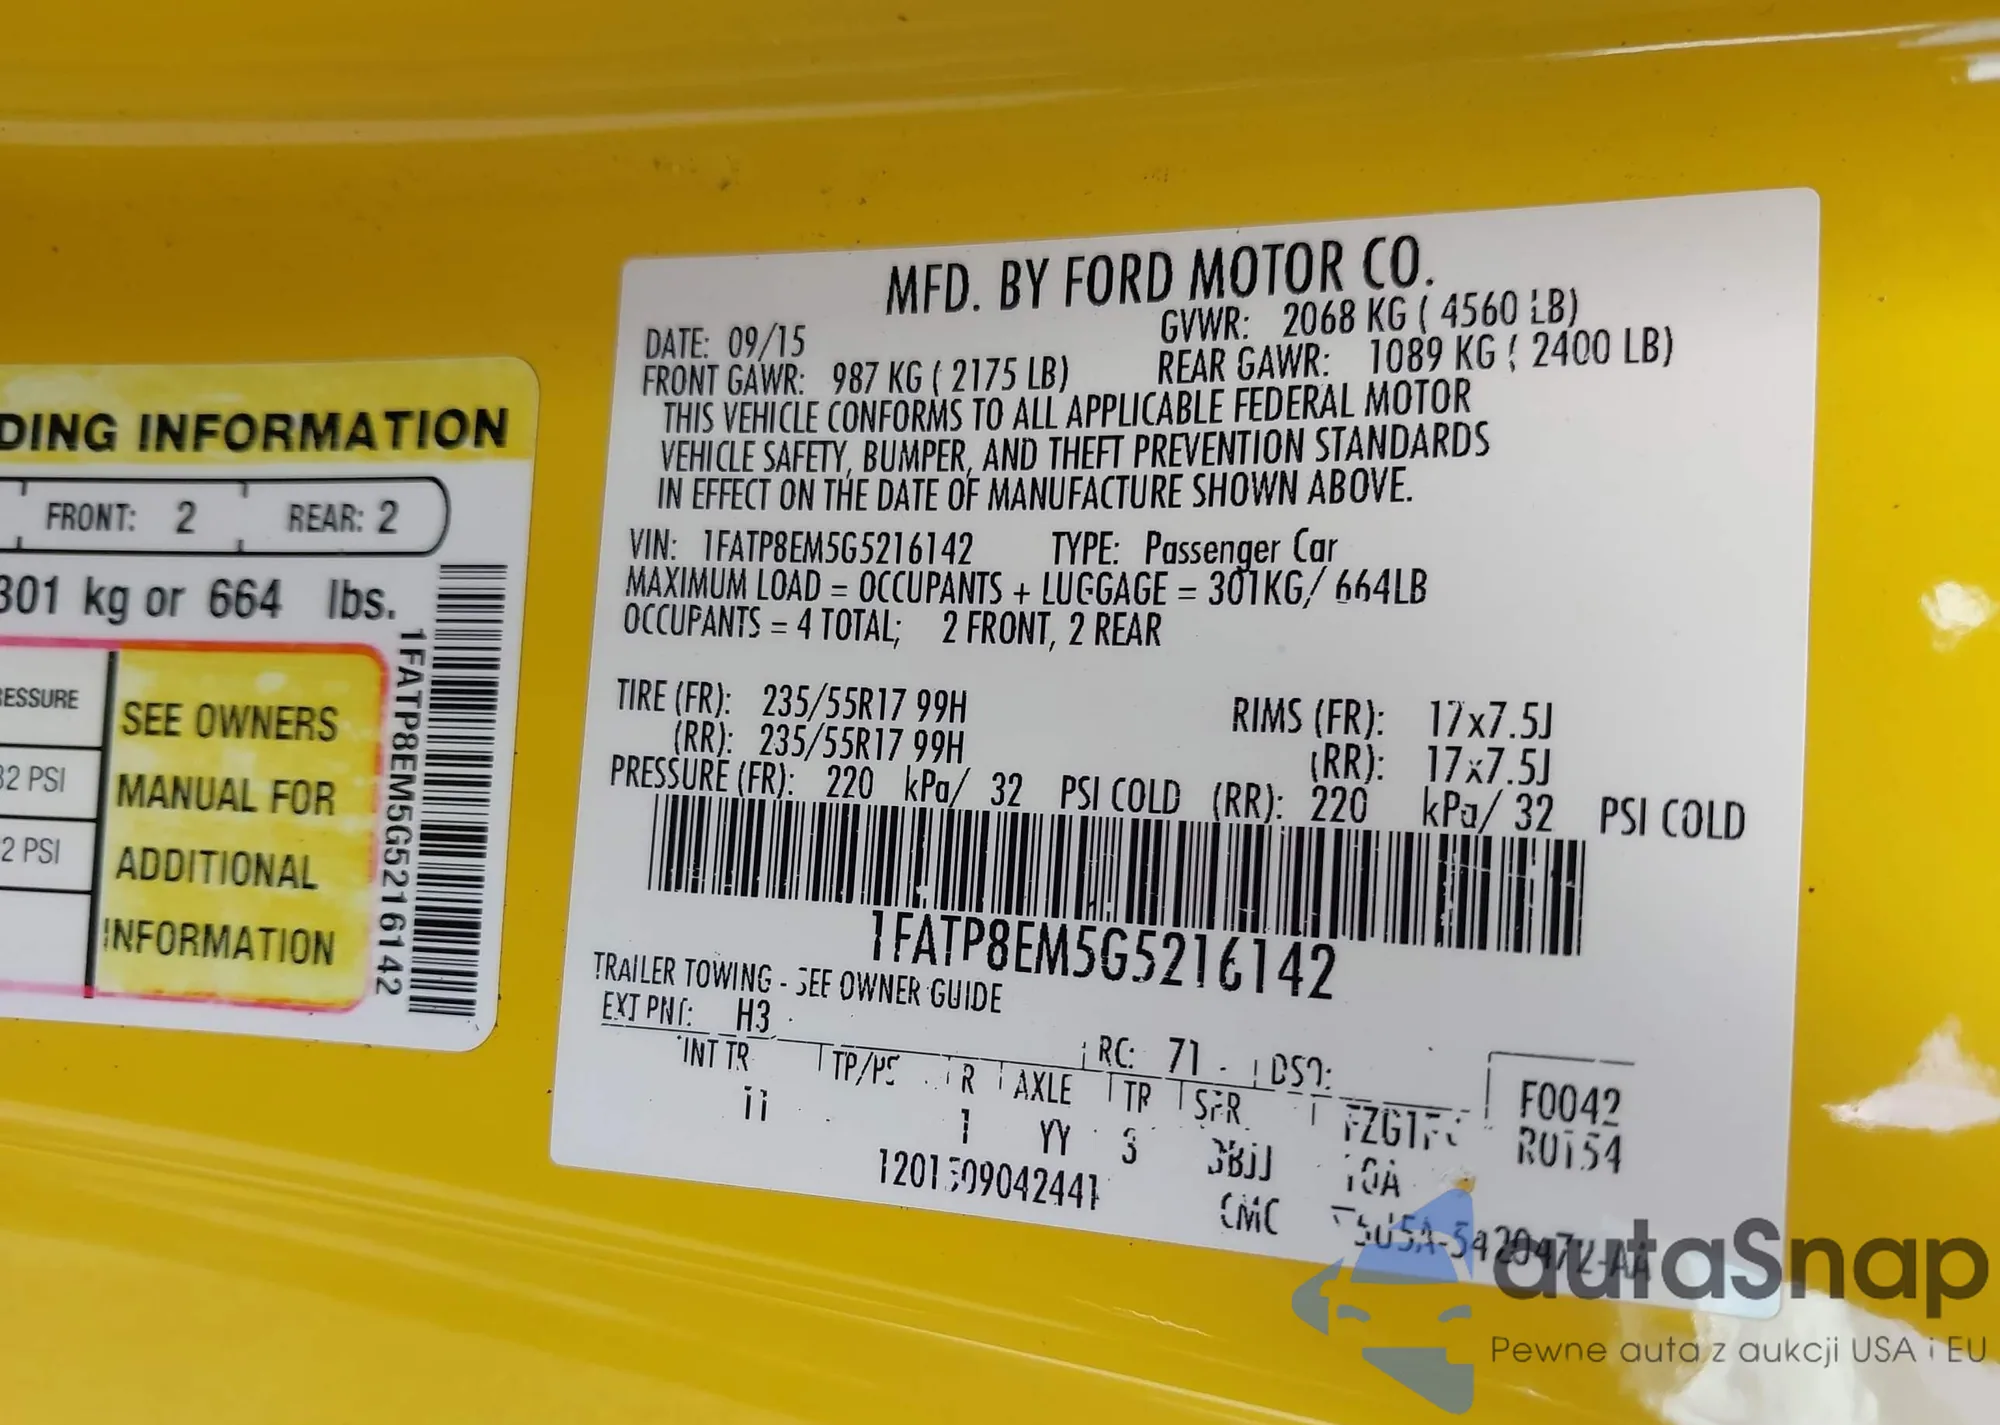 DING INFORMATION
FRONT: 2 REAR: 2
301 kg or 664 lbs.
ESSURE
32 PSI
2 PSI
SEE OWNERS
MANUAL FOR
ADDITIONAL
INFORMATION
1FATP8EM5G5216142
MFD. BY FORD MOTOR CO.
DATE: 09/15 GVWR: 2068 KG ( 4560 LB)
FRONT GAWR: 987 KG ( 2175 LB) REAR GAWR: 1089 KG ( 2400 LB)
THIS VEHICLE CONFORMS TO ALL APPLICABLE FEDERAL MOTOR
VEHICLE SAFETY, BUMPER, AND THEFT PREVENTION STANDARDS
IN EFFECT ON THE DATE OF MANUFACTURE SHOWN ABOVE.
VIN: 1FATP8EM5G5216142 TYPE: Passenger Car
MAXIMUM LOAD = OCCUPANTS + LUGGAGE = 301KG/ 664LB
OCCUPANTS = 4 TOTAL; 2 FRONT, 2 REAR
TIRE (FR): 235/55R17 99H RIMS (FR): 17x7.5J
(RR): 235/55R17 99H (RR): 17x7.5J
PRESSURE (FR): 220 kPa/ 32 PSI COLD (RR): 220 kPa/ 32 PSI COLD
1FATP8EM5G5216142
TRAILER TOWING - SEE OWNER GUIDE
EXT PNT: H3 RC: 71 DSO:
INT TR TP/PS R AXLE TR SPR F0042
11 1 YY 3
1201509042441
autaSnap
Pewne auta z aukcji USA i EU